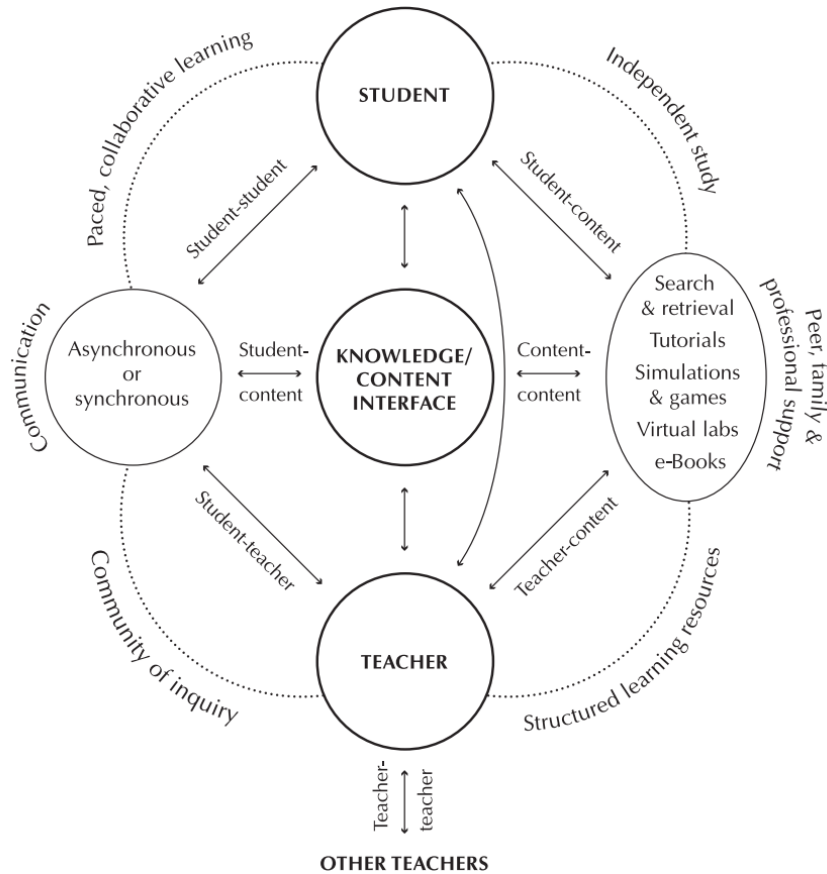 Paced, collaborative learning
STUDENT
Independent study
Student-student
Student-content
Communication
Asynchronous
or
synchronous
Student-
content
KNOWLEDGE/
CONTENT
INTERFACE
Content-
content
Search
& retrieval
Tutorials
Simulations
& games
Virtual labs
e-Books
Peer, family &
professional support
Student-teacher
Teacher-content
Community of inquiry
TEACHER
Structured learning resources
Teacher-
teacher
OTHER TEACHERS